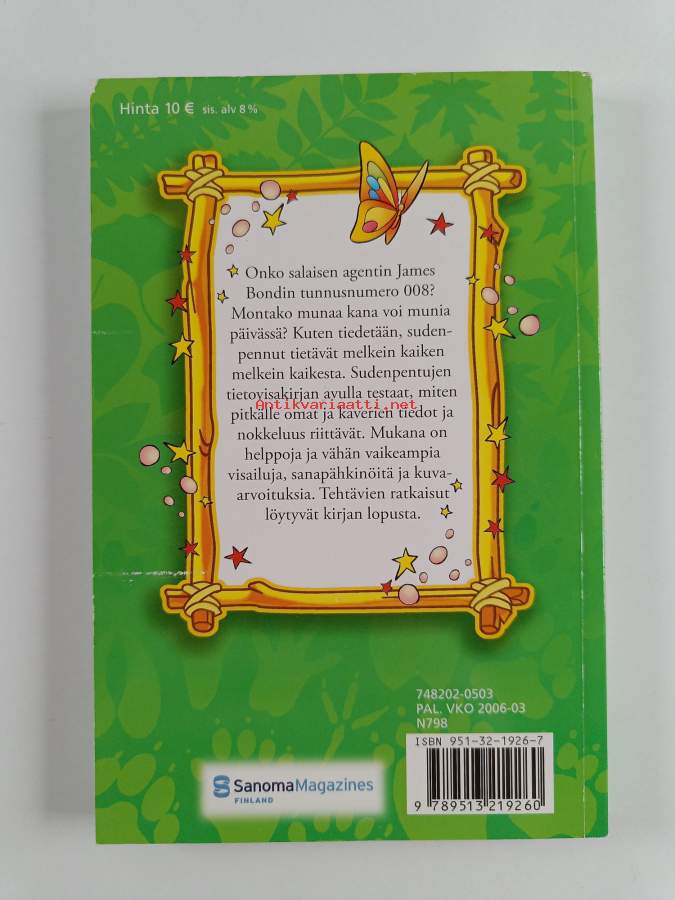 Hinta 10 € sis. alv 8 %
Onko salaisen agentin James
Bondin tunnusnumero 008?
Montako munaa kana voi munia
päivässä? Kuten tiedetään, suden-
pennut tietävät melkein kaiken
melkein kaikesta. Sudenpentujen
tietovisakirjan avulla testaat, miten
Antikvariaatti.net
pitkälle omat ja kaverien tiedot ja
nokkeluus riittävät. Mukana on
helppoja ja vähän vaikeampia
visailuja, sanapähkinöitä ja kuva-
arvoituksia. Tehtävien ratkaisut
löytyvät kirjan lopusta.
748202-0503
PAL. VKO 2006-03
N798
ISBN 951-32-1926-7
9 789513 219260
SanomaMagazines
FINLAND